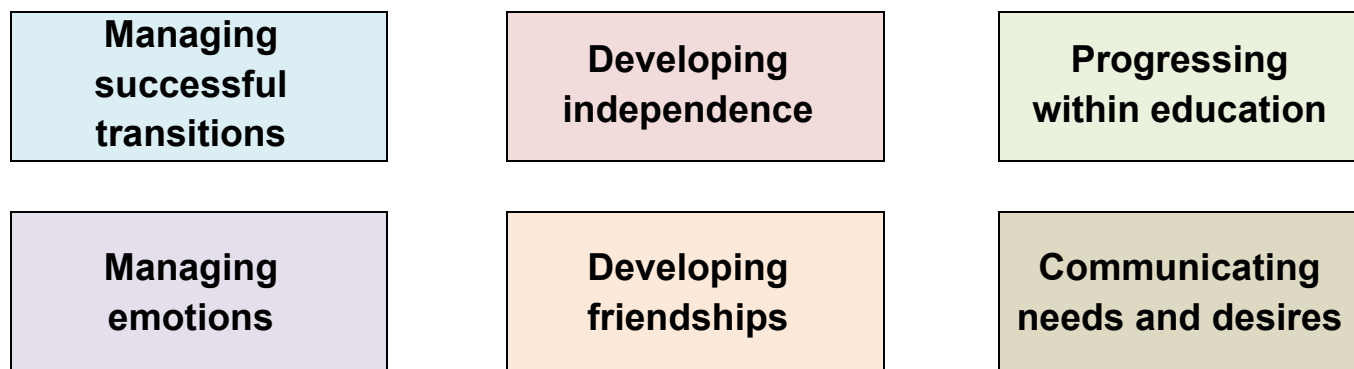 Managing
successful
transitions
Developing
independence
Progressing
within education
Managing
emotions
Developing
friendships
Communicating
needs and desires